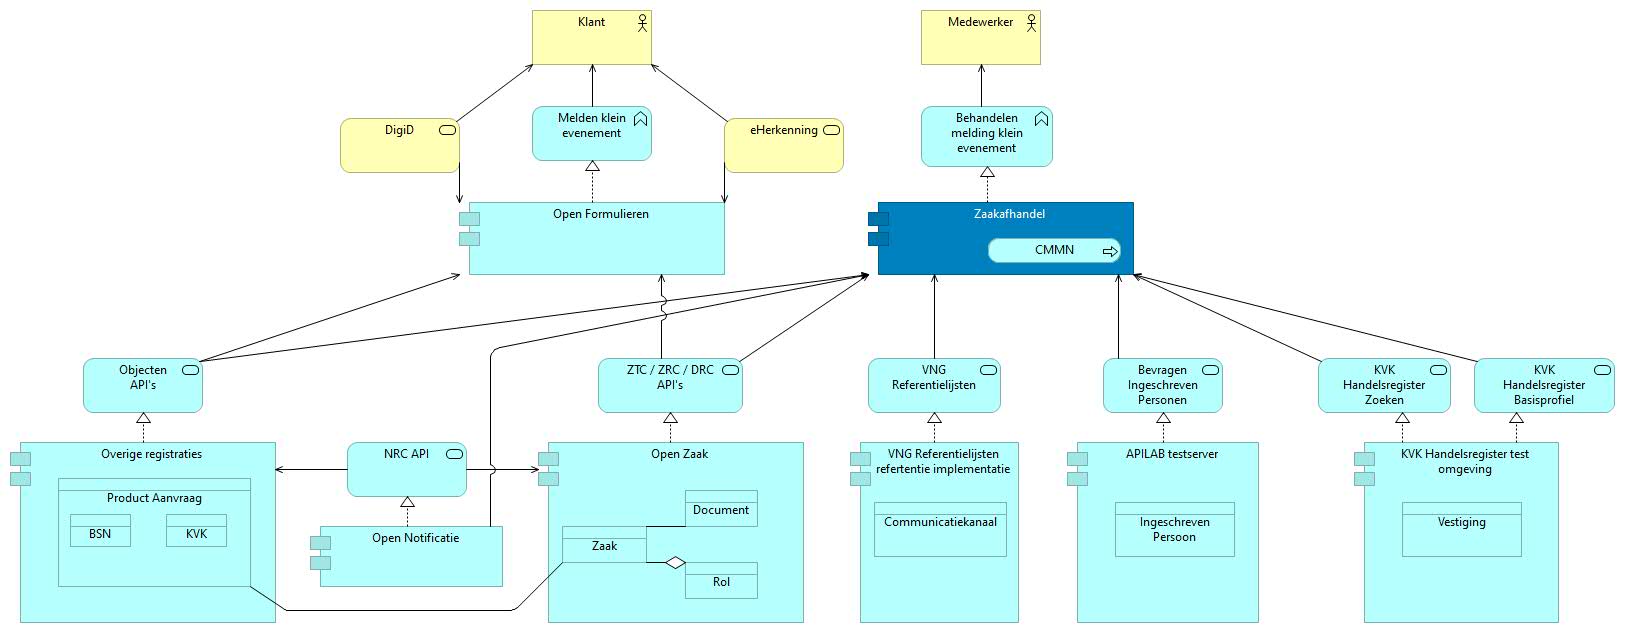 Klant
Medewerker
DigiD
Melden klein
evenement
eHerkenning
Behandelen
melding klein
evenement
Open Formulieren
Zaakafhandel
CMMN
Objecten
API's
ZTC / ZRC / DRC
API's
VNG
Referentielijsten
Bevragen
Ingeschreven
Personen
KVK
Handelsregister
Zoeken
KVK
Handelsregister
Basisprofiel
Overige registraties
Product Aanvraag
BSN
KVK
NRC API
Open Notificatie
Open Zaak
Document
Zaak
Rol
VNG Referentielijsten
refertentie implementatie
Communicatiekanaal
APILAB testserver
Ingeschreven
Persoon
KVK Handelsregister test
omgeving
Vestiging